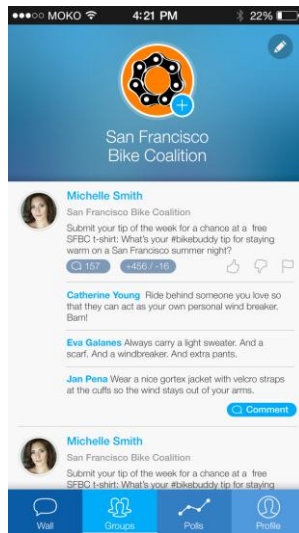 MOKO 4:21 PM 22%
San Francisco
Bike Coalition
Michelle Smith
San Francisco Bike Coalition
Submit your tip of the week for a chance at a free
SFBC t-shirt: What's your #bikebuddy tip for staying
warm on a San Francisco summer night?
157 +456 / -16
Catherine Young Ride behind someone you love so
that they can act as your own personal wind breaker.
Bam!
Eva Galanes Always carry a light sweater. And a
scarf. And a windbreaker. And extra pants.
Jan Pena Wear a nice gortex jacket with velcro straps
at the cuffs so the wind stays out of your arms.
Comment
Michelle Smith
San Francisco Bike Coalition
Submit your tip of the week for a chance at a free
SFBC t-shirt: What's your #bikebuddy tip for staying
Wall Groups Polls Profile